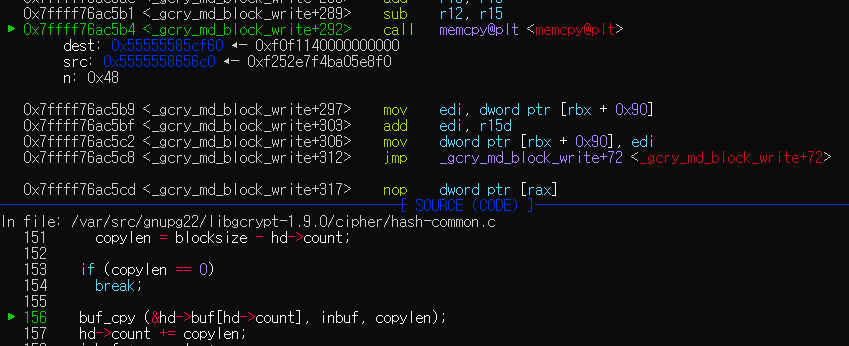 0x7ffff76ac5b1 <_gcry_md_block_write+289> sub r12, r15
► 0x7ffff76ac5b4 <_gcry_md_block_write+292> call memcpy@plt <memcpy@plt>
dest: 0x55555585cf60 ◂— 0xf0f1140000000000
src: 0x5555558656c0 ◂— 0xf252e7f4ba05e8f0
n: 0x48
0x7ffff76ac5b9 <_gcry_md_block_write+297> mov edi, dword ptr [rbx + 0x90]
0x7ffff76ac5bf <_gcry_md_block_write+303> add edi, r15d
0x7ffff76ac5c2 <_gcry_md_block_write+306> mov dword ptr [rbx + 0x90], edi
0x7ffff76ac5c8 <_gcry_md_block_write+312> jmp _gcry_md_block_write+72 <_gcry_md_block_write+72>
0x7ffff76ac5cd <_gcry_md_block_write+317> nop dword ptr [rax]
[ SOURCE (CODE) ]
In file: /var/src/gnupg22/libgcrypt-1.9.0/cipher/hash-common.c
151 copylen = blocksize - hd->count;
152
153 if (copylen == 0)
154 break;
155
► 156 buf_cpy (&hd->buf[hd->count], inbuf, copylen);
157 hd->count += copylen;